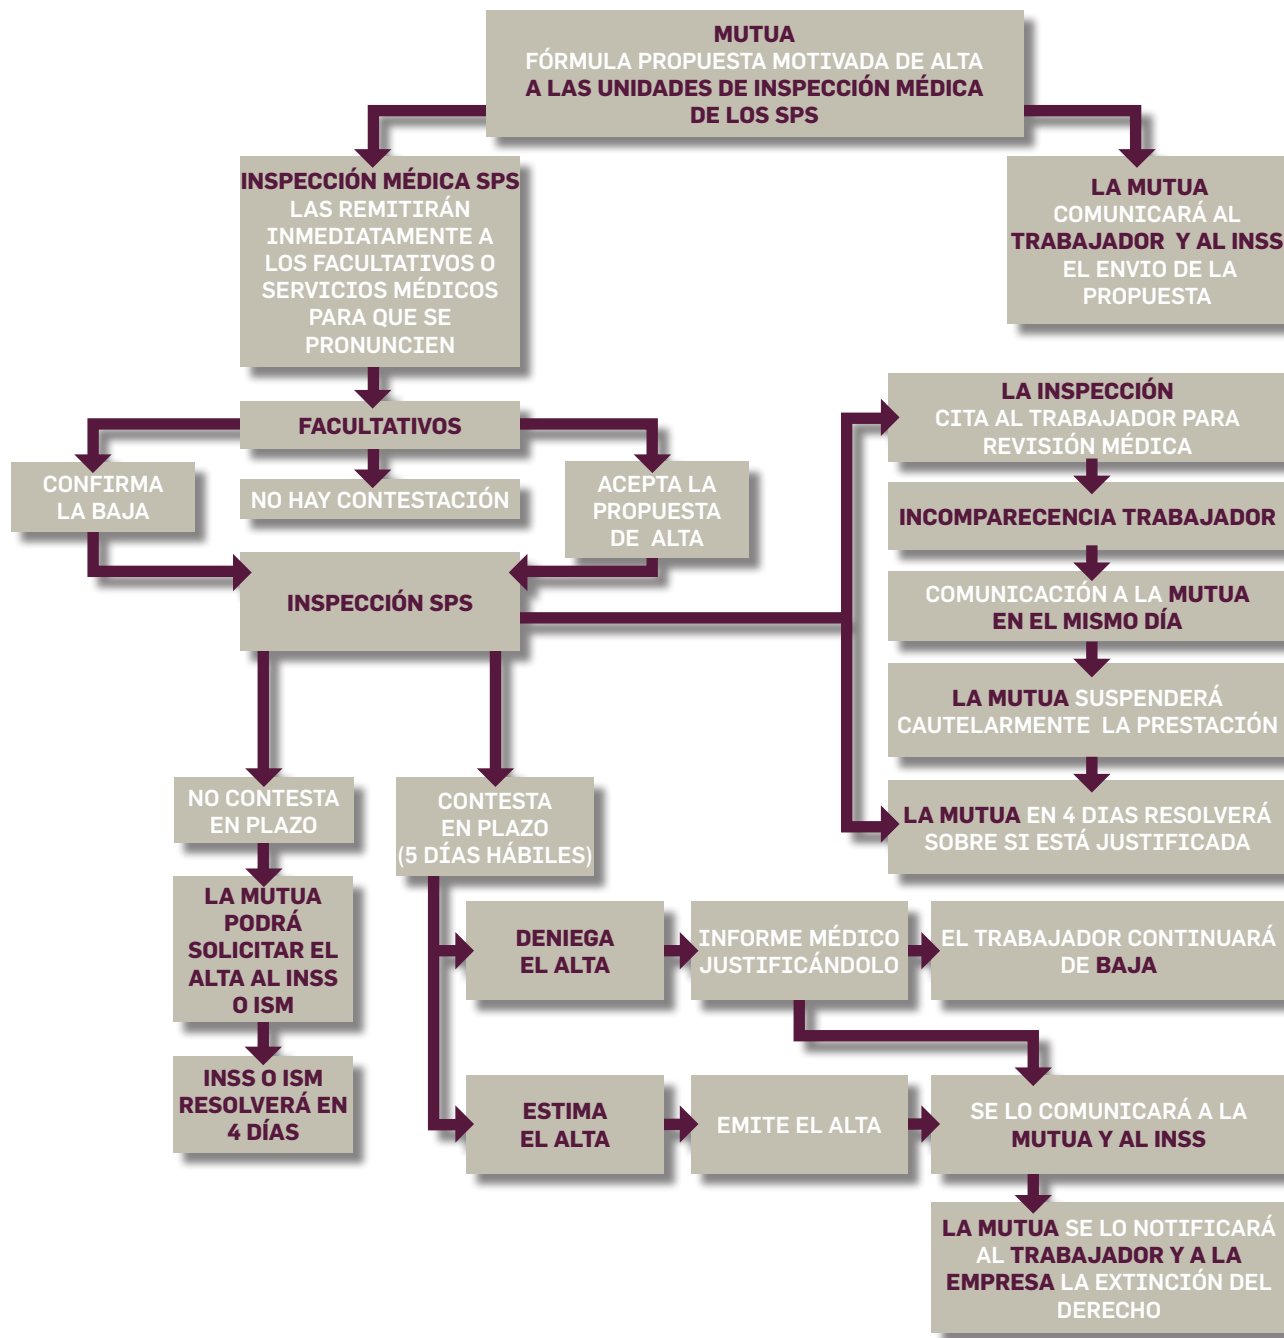 MUTUA
FÓRMULA PROPUESTA MOTIVADA DE ALTA
A LAS UNIDADES DE INSPECCIÓN MÉDICA
DE LOS SPS
INSPECCIÓN MÉDICA SPS
LAS REMITIRÁN
INMEDIATAMENTE A
LOS FACULTATIVOS O
SERVICIOS MÉDICOS
PARA QUE SE
PRONUNCIEN
LA MUTUA
COMUNICARÁ AL
TRABAJADOR Y AL INSS
EL ENVIO DE LA
PROPUESTA
FACULTATIVOS
CONFIRMA
LA BAJA
NO HAY CONTESTACIÓN
ACEPTA LA
PROPUESTA
DE ALTA
INSPECCIÓN SPS
LA INSPECCIÓN
CITA AL TRABAJADOR PARA
REVISIÓN MÉDICA
INCOMPARECENCIA TRABAJADOR
COMUNICACIÓN A LA MUTUA
EN EL MISMO DÍA
LA MUTUA SUSPENDERÁ
CAUTELARMENTE LA PRESTACIÓN
LA MUTUA EN 4 DIAS RESOLVERÁ
SOBRE SI ESTÁ JUSTIFICADA
NO CONTESTA
EN PLAZO
LA MUTUA
PODRÁ
SOLICITAR EL
ALTA AL INSS
O ISM
INSS O ISM
RESOLVERÁ EN
4 DÍAS
CONTESTA
EN PLAZO
(5 DÍAS HÁBILES)
DENIEGA
EL ALTA
INFORME MÉDICO
JUSTIFICÁNDOLO
EL TRABAJADOR CONTINUARÁ
DE BAJA
ESTIMA
EL ALTA
EMITE EL ALTA
SE LO COMUNICARÁ A LA
MUTUA Y AL INSS
LA MUTUA SE LO NOTIFICARÁ
AL TRABAJADOR Y A LA
EMPRESA LA EXTINCIÓN DEL
DERECHO